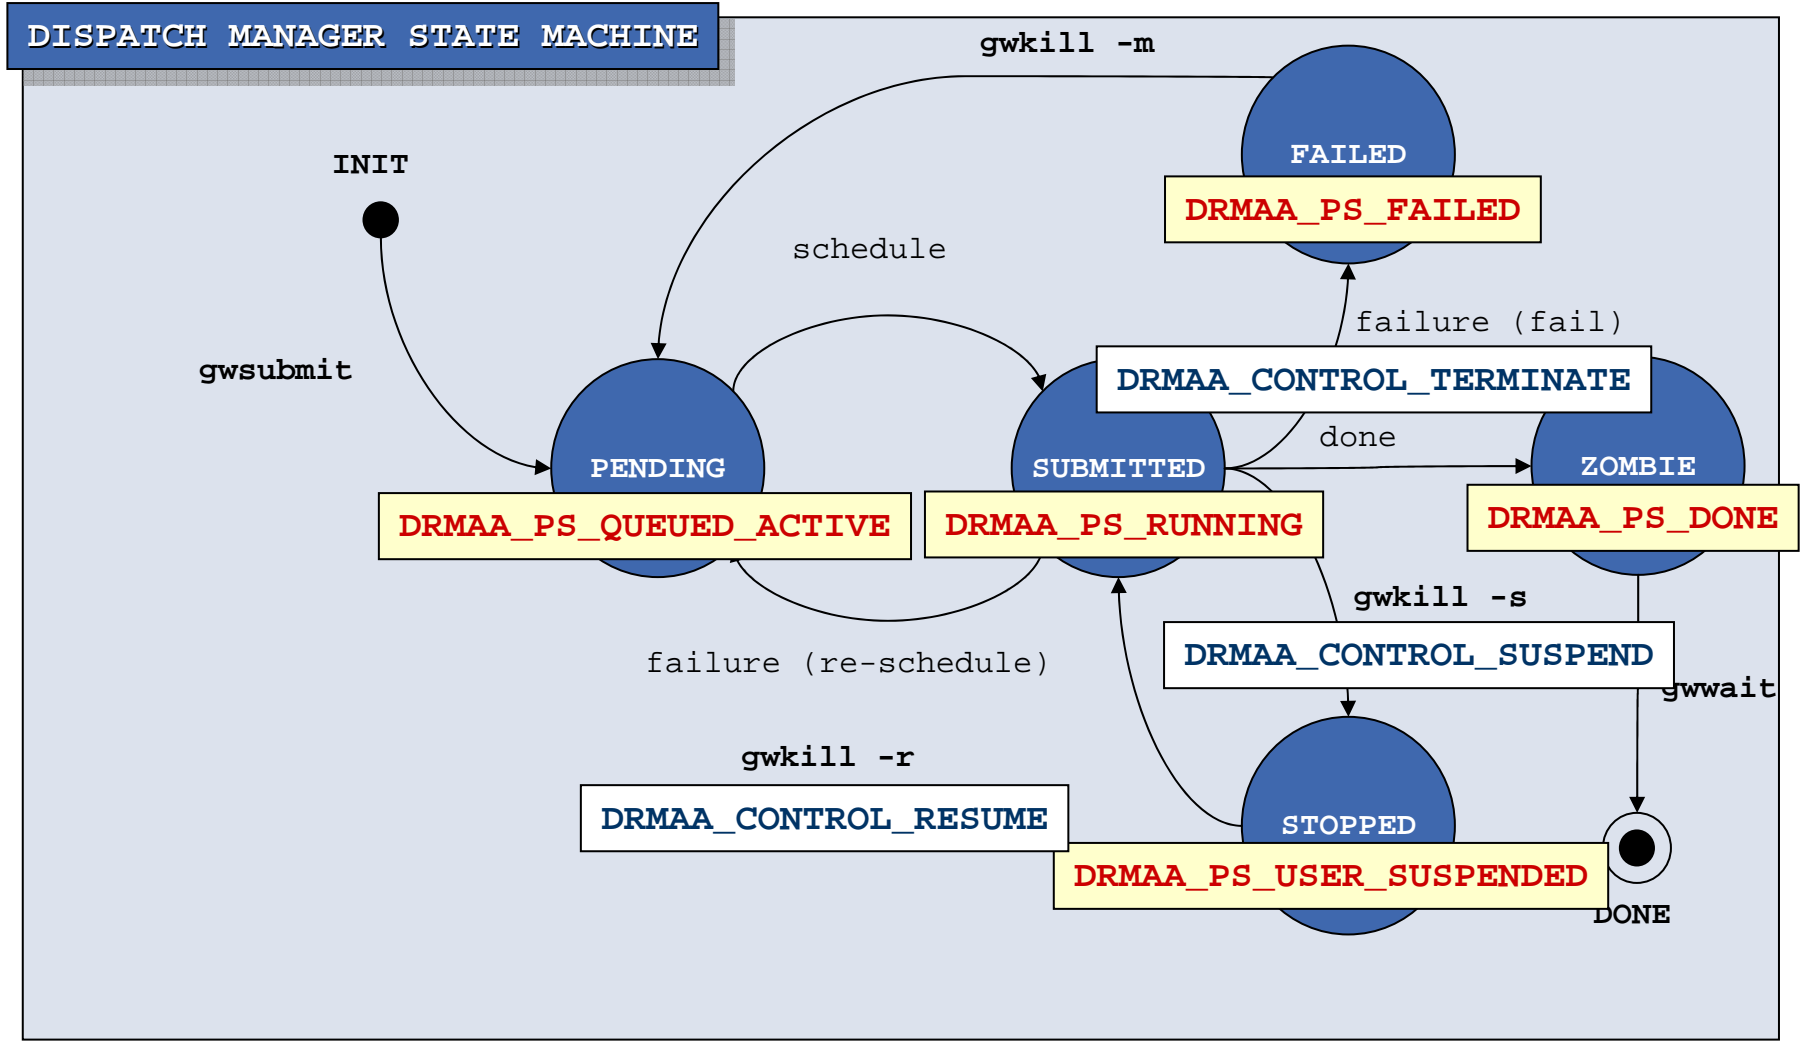 DISPATCH MANAGER STATE MACHINE
gwkill -m
INIT
FAILED
DRMAA_PS_FAILED
schedule
failure (fail)
gwsubmit
DRMAA_CONTROL_TERMINATE
done
PENDING
SUBMITTED
ZOMBIE
DRMAA_PS_QUEUED_ACTIVE
DRMAA_PS_RUNNING
DRMAA_PS_DONE
gwkill -s
failure (re-schedule)
DRMAA_CONTROL_SUSPEND
gwwait
gwkill -r
DRMAA_CONTROL_RESUME
STOPPED
DRMAA_PS_USER_SUSPENDED
DONE